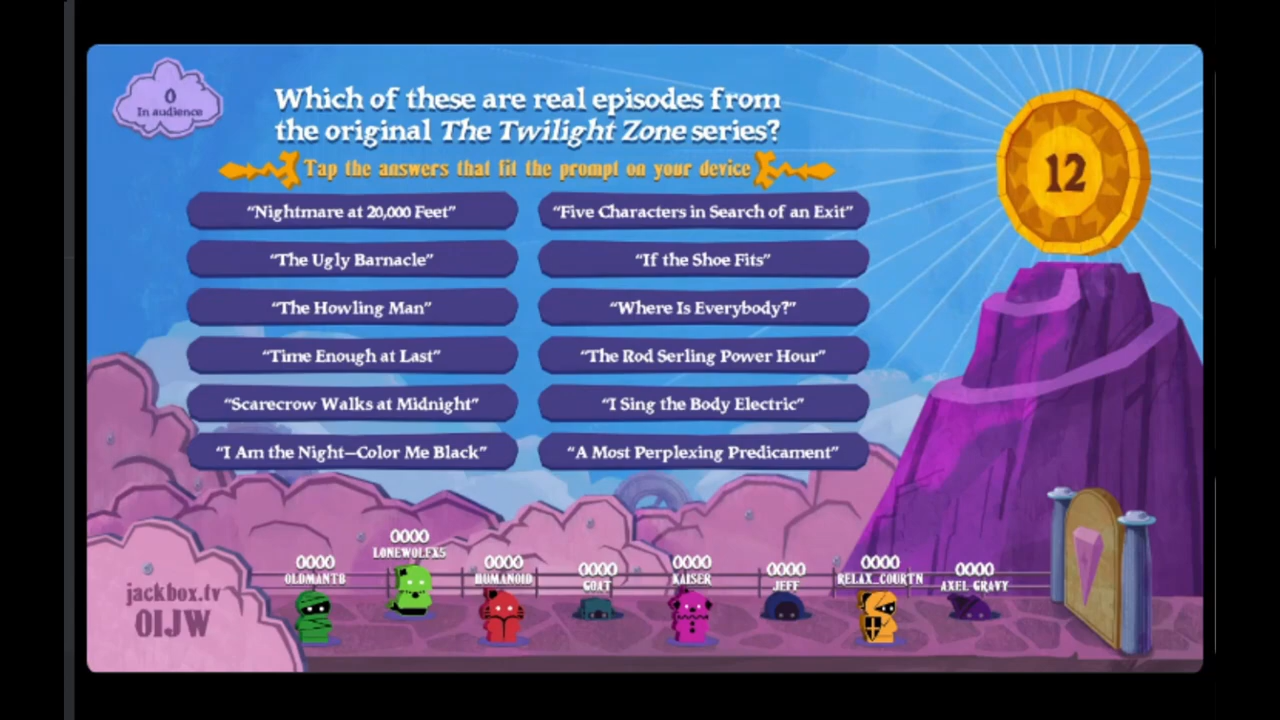 0
In audience
Which of these are real episodes from
the original The Twilight Zone series?
Tap the answers that fit the prompt on your device
12
“Nightmare at 20,000 Feet”
“Five Characters in Search of an Exit”
“The Ugly Barnacle”
“If the Shoe Fits”
“The Howling Man”
“Where Is Everybody?”
“Time Enough at Last”
“The Rod Serling Power Hour”
“Scarecrow Walks at Midnight”
“I Sing the Body Electric”
“I Am the Night—Color Me Black”
“A Most Perplexing Predicament”
0000
OLDMANT8
0000
LONEWOLFX5
0000
HUMANOID
0000
GOAT
0000
KAISER
0000
JEFF
0000
RELAX_COURTN
0000
AXEL GRAVY
jackbox.tv
OIJW